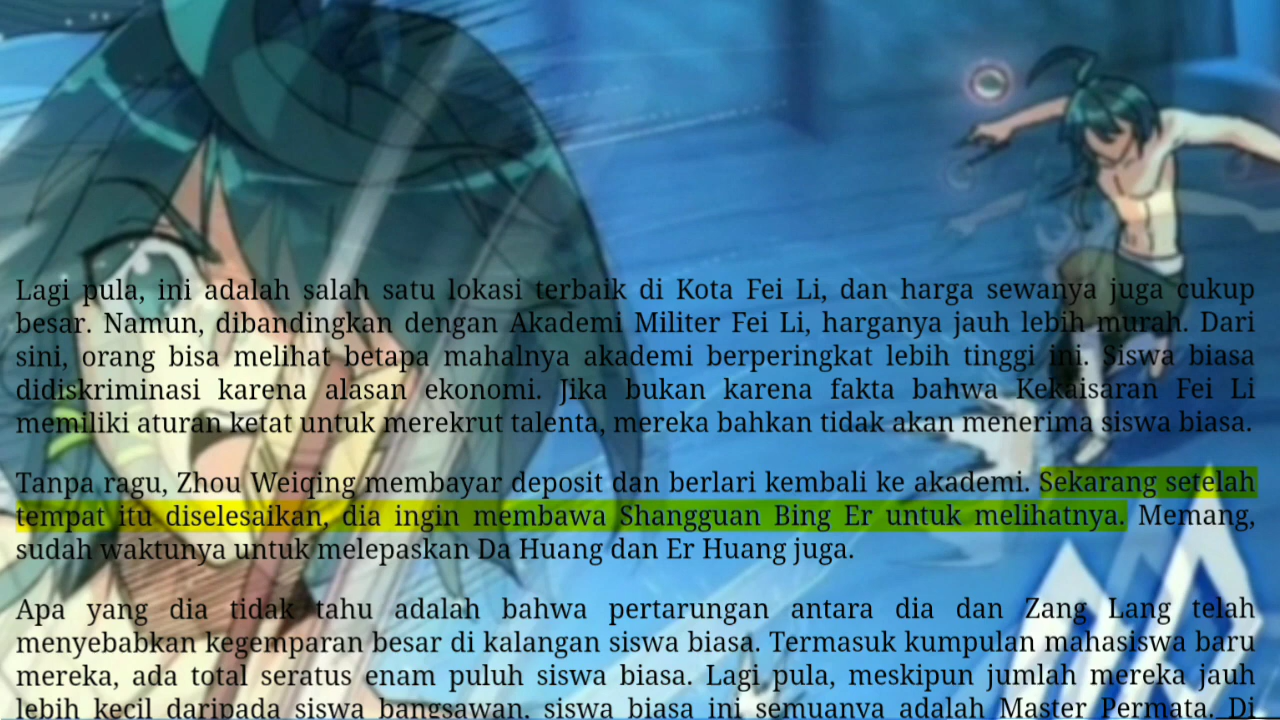 Lagi pula, ini adalah salah satu lokasi terbaik di Kota Fei Li, dan harga sewanya juga cukup
besar. Namun, dibandingkan dengan Akademi Militer Fei Li, harganya jauh lebih murah. Dari
sini, orang bisa melihat betapa mahalnya akademi berperingkat lebih tinggi ini. Siswa biasa
didiskriminasi karena alasan ekonomi. Jika bukan karena fakta bahwa Kekaisaran Fei Li
memiliki aturan ketat untuk merekrut talenta, mereka bahkan tidak akan menerima siswa biasa.
Tanpa ragu, Zhou Weiqing membayar deposit dan berlari kembali ke akademi. Sekarang setelah
tempat itu diselesaikan, dia ingin membawa Shangguan Bing Er untuk melihatnya. Memang,
sudah waktunya untuk melepaskan Da Huang dan Er Huang juga.
Apa yang dia tidak tahu adalah bahwa pertarungan antara dia dan Zang Lang telah
menyebabkan kegemparan besar di kalangan siswa biasa. Termasuk kumpulan mahasiswa baru
mereka, ada total seratus enam puluh siswa biasa. Lagi pula, meskipun jumlah mereka jauh
lebih kecil daripada siswa bangsawan, siswa biasa ini semuanya adalah Master Permata. Di